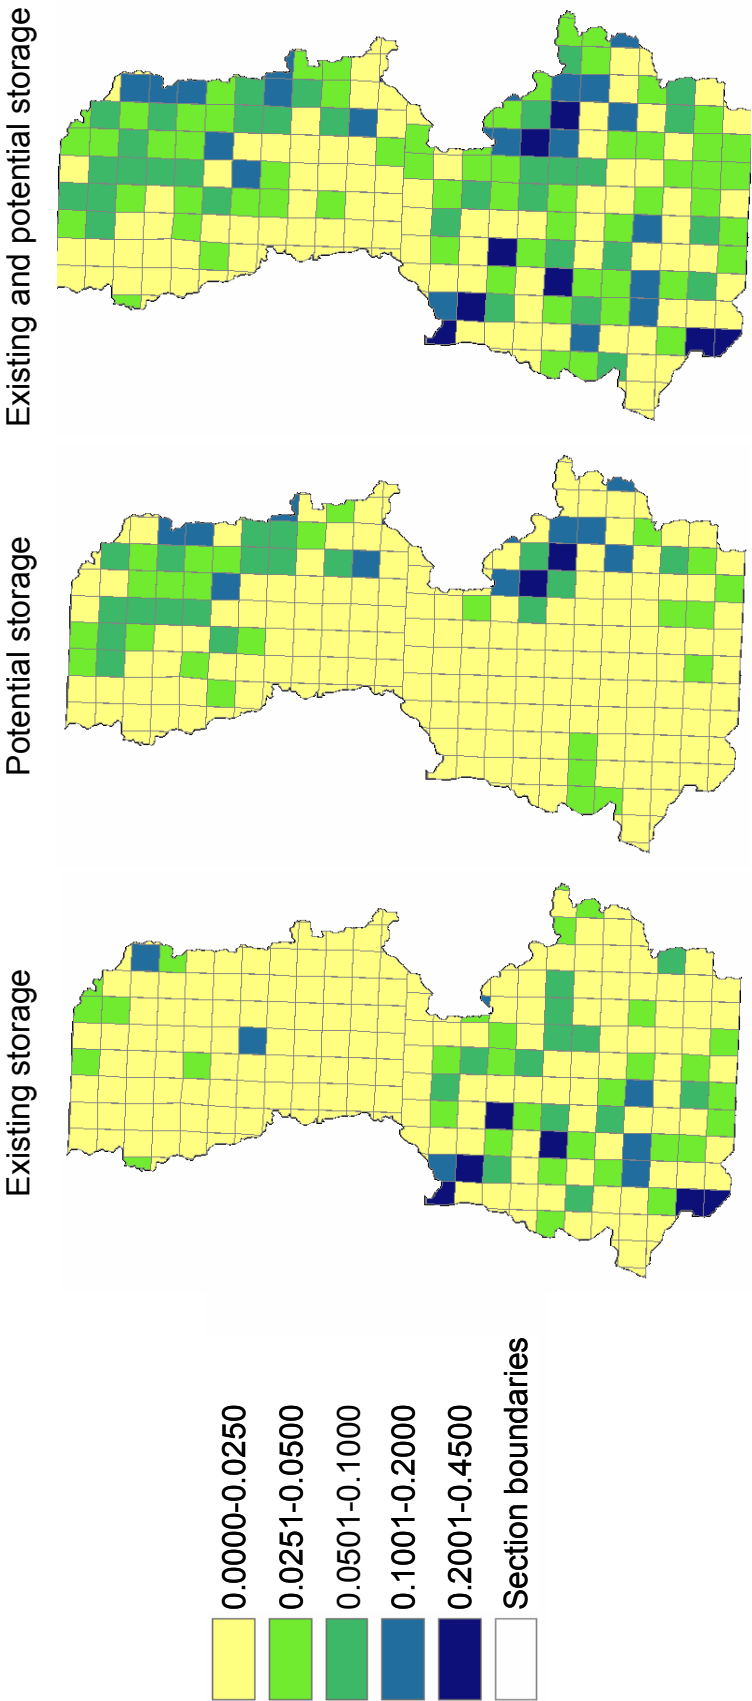 Existing storage
Potential storage
Existing and potential storage
0.0000-0.0250
0.0251-0.0500
0.0501-0.1000
0.1001-0.2000
0.2001-0.4500
Section boundaries